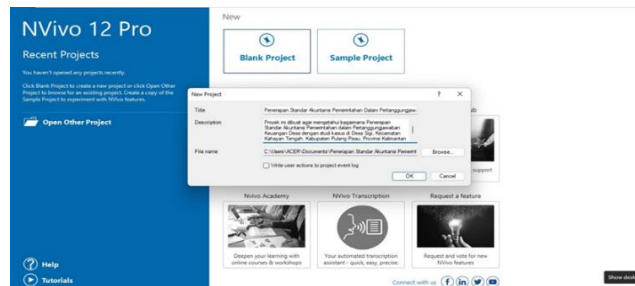 NVivo 12 Pro
Recent Projects
You haven't opened any projects recently.
Click Blank Project to create a new project or click Open Other
Project to browse for an existing project. Create a copy of the
Sample Project to experiment with NVivo features.
Open Other Project
Help
Tutorials
New
Blank Project
Sample Project
New Project
? ×
Title
Penerapan Standar Akuntansi Pemerintahan Dalam Pertanggungjaw
Description
Proyek ini dibuat agar mengetahui bagaimana Penerapan
Standar Akuntansi Pemerintahan dalam Pertanggungjawaban
Keuangan Desa dengan studi kasus di Desa Sigi, Kecamatan
Kahayan Tengah, Kabupaten Pulang Pisau, Provinsi Kalimantan
File name
C:\Users\ACER\Documents\Penerapan Standar Akuntansi Pemerint
Browse...
Write user actions to project event log
OK
Cancel
support
NVivo Academy
NVivo Transcription
Request a feature
Deepen your learning with
online courses & workshops
Your automated transcription
assistant - quick, easy, precise.
Request and vote for new
NVivo features
Connect with us
Show desk